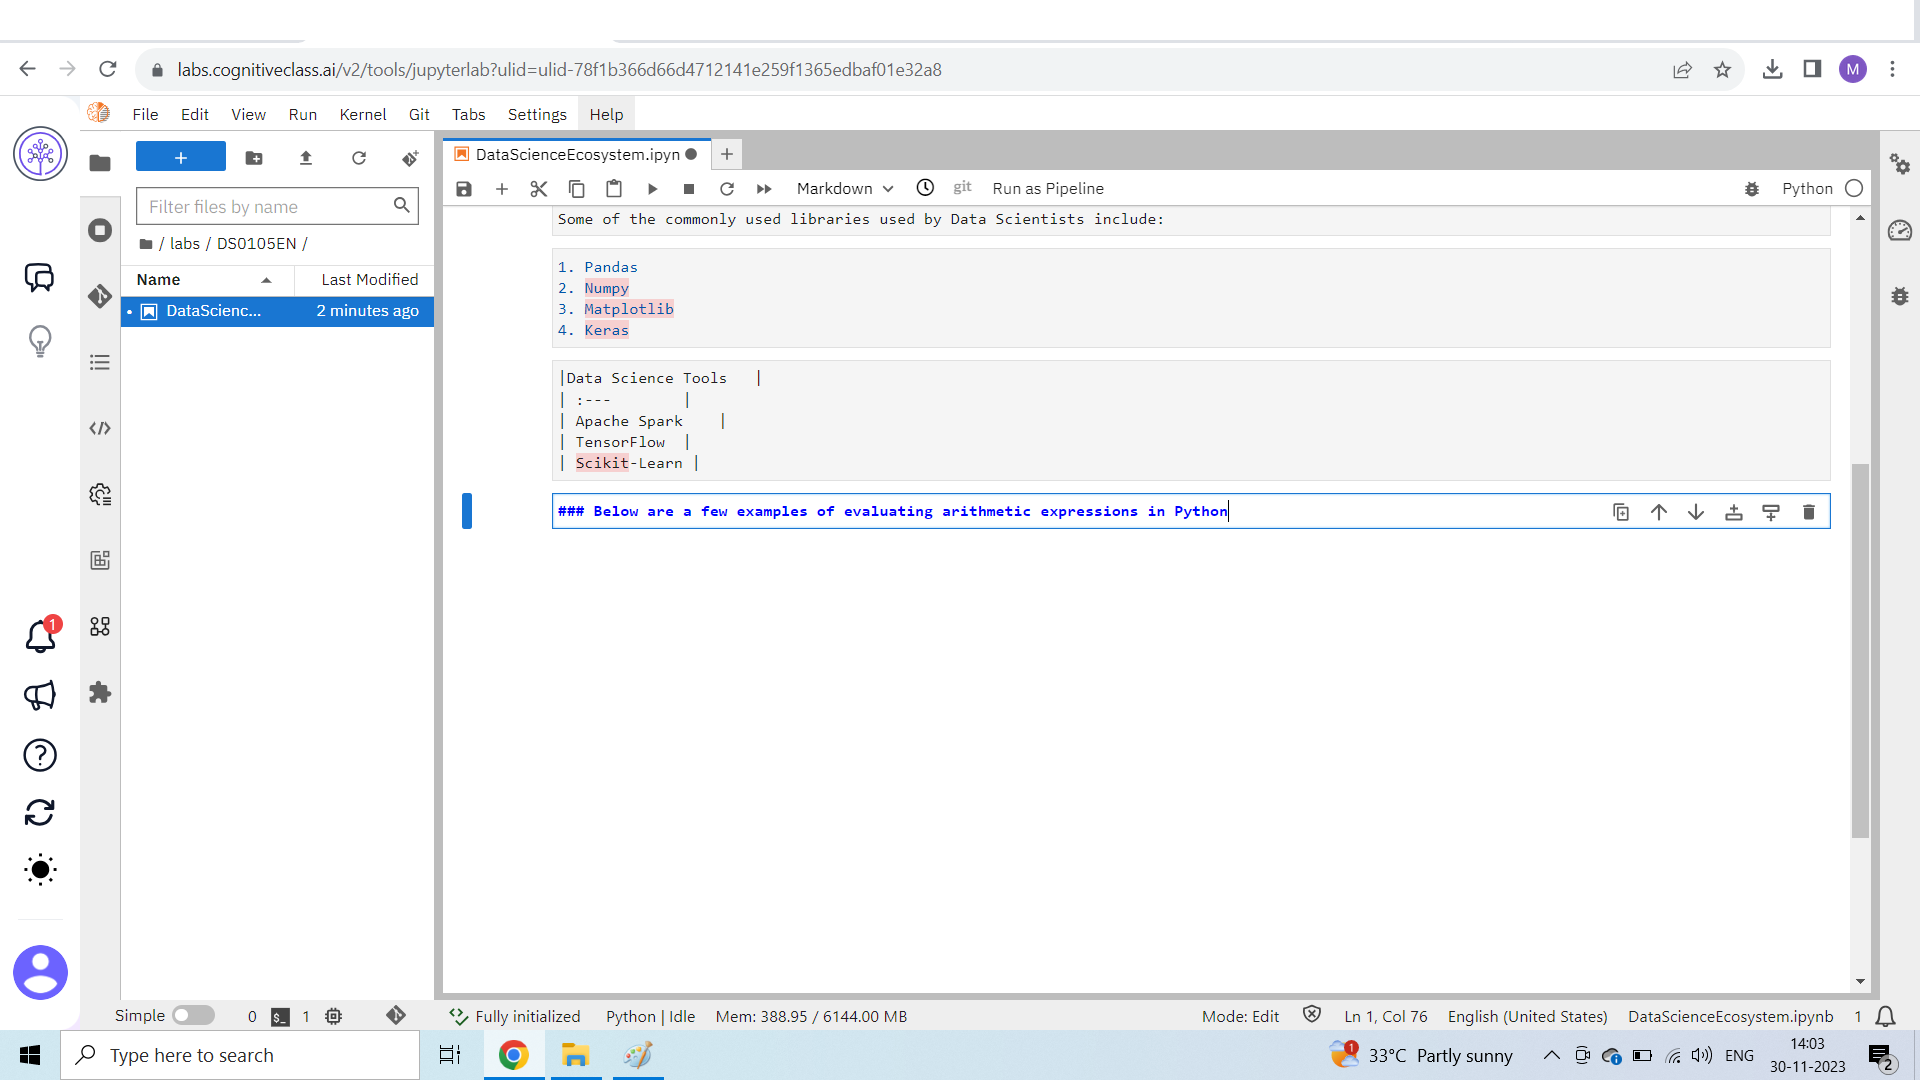 labs.cognitiveclass.ai/v2/tools/jupyterlab?ulid=ulid-78f1b366d66d4712141e259f1365edbaf01e32a8
M
File Edit View Run Kernel Git Tabs Settings Help
+
DataScienceEcosystem.ipyn
+
Markdown
git
Run as Pipeline
Python
Filter files by name
/ labs / DS0105EN /
Name
Last Modified
DataScienc...
2 minutes ago
Some of the commonly used libraries used by Data Scientists include:
1. Pandas
2. Numpy
3. Matplotlib
4. Keras
|Data Science Tools |
| :--- |
| Apache Spark |
| TensorFlow |
| Scikit-Learn |
### Below are a few examples of evaluating arithmetic expressions in Python
1
Simple
0
$_
1
Fully initialized
Python | Idle
Mem: 388.95 / 6144.00 MB
Mode: Edit
Ln 1, Col 76
English (United States)
DataScienceEcosystem.ipynb
1
Type here to search
1
33°C Partly sunny
ENG
14:03
30-11-2023
2